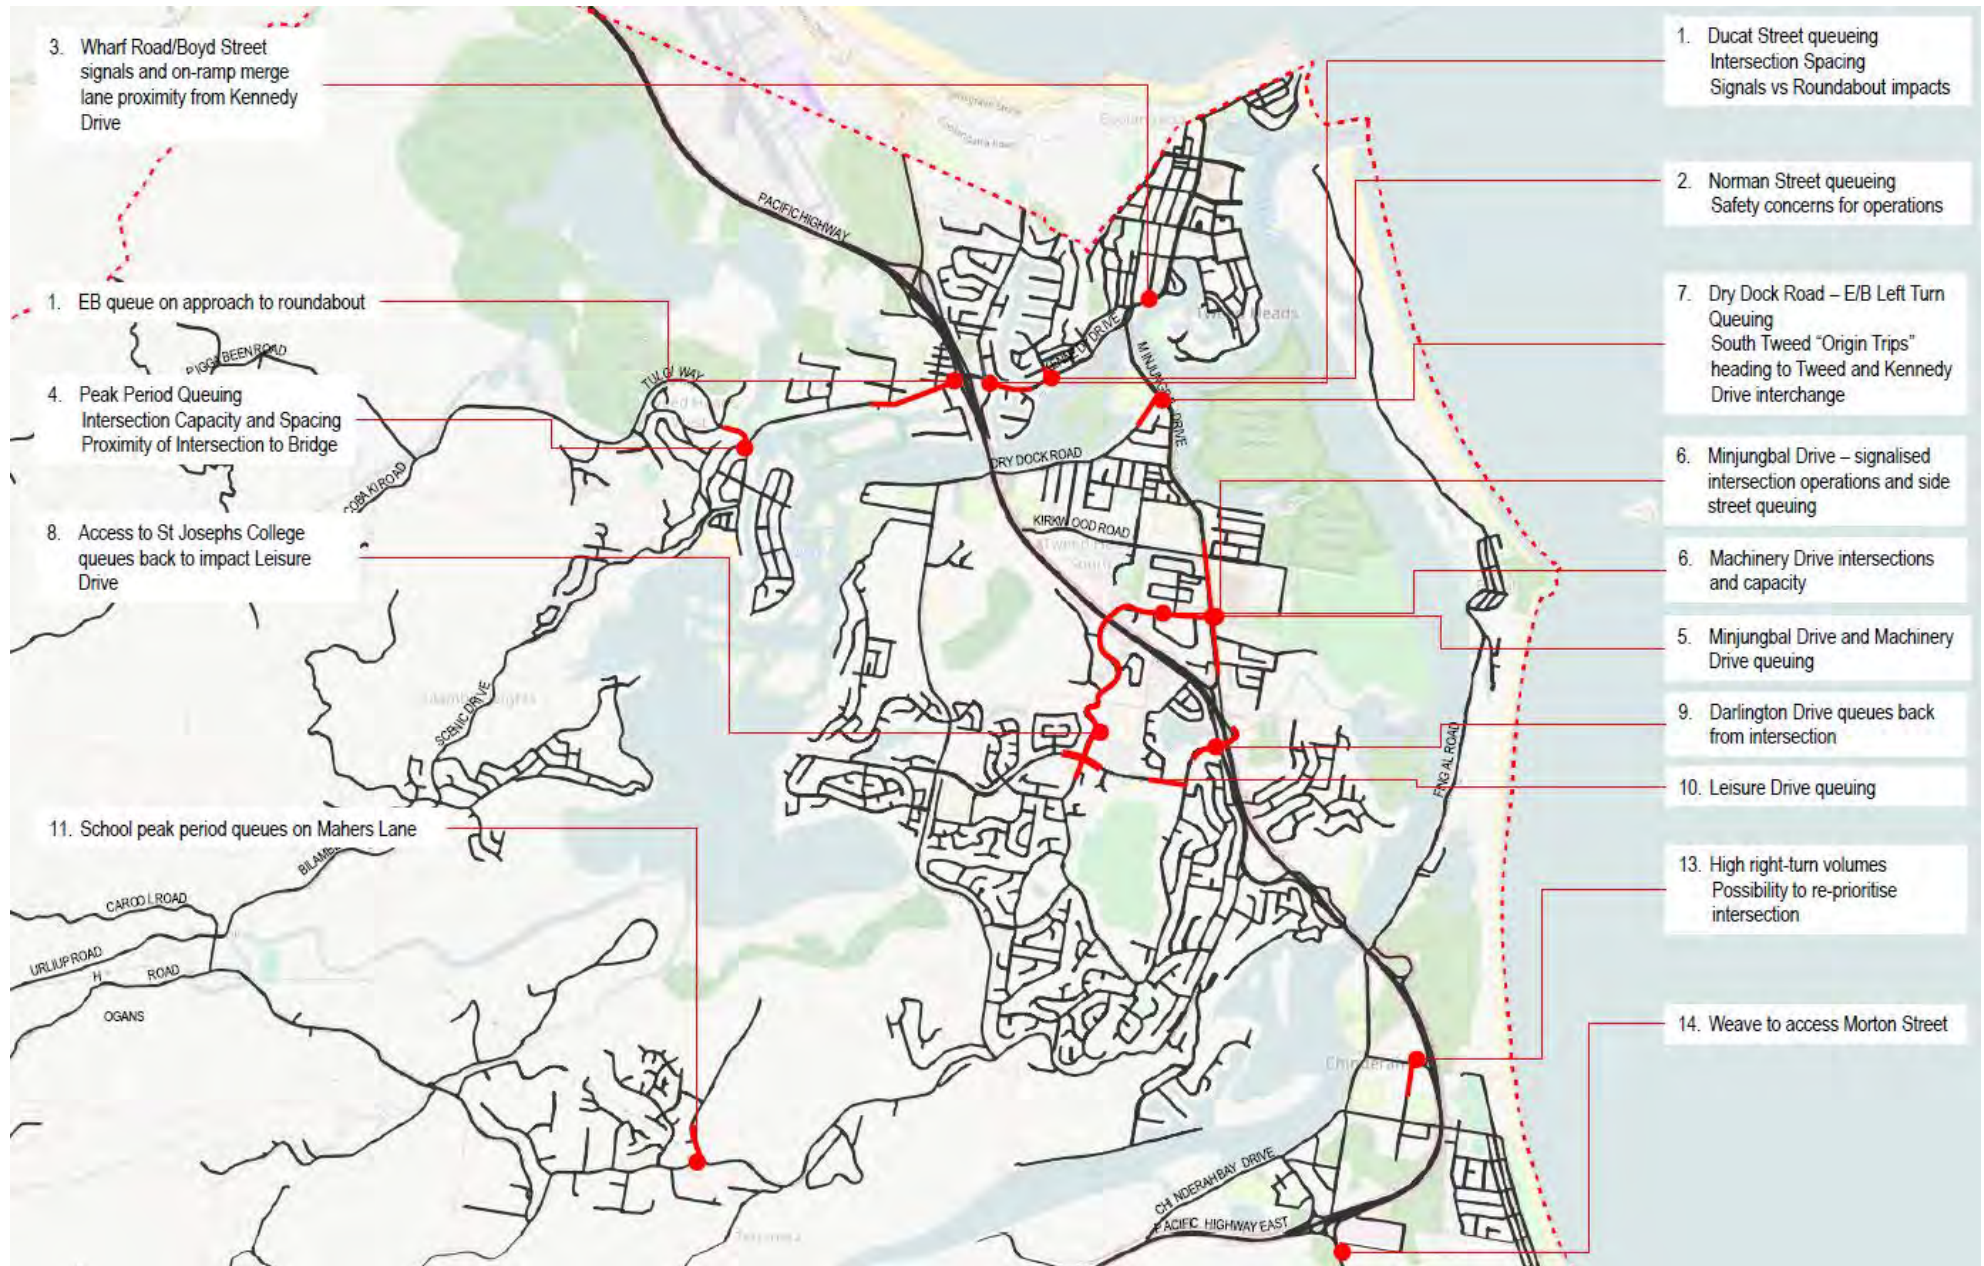 3. Wharf Road/Boyd Street
signals and on-ramp merge
lane proximity from Kennedy
Drive
1. EB queue on approach to roundabout
4. Peak Period Queuing
Intersection Capacity and Spacing
Proximity of Intersection to Bridge
8. Access to St Josephs College
queues back to impact Leisure
Drive
11. School peak period queues on Mahers Lane
1. Ducat Street queueing
Intersection Spacing
Signals vs Roundabout impacts
2. Norman Street queueing
Safety concerns for operations
7. Dry Dock Road – E/B Left Turn
Queuing
South Tweed “Origin Trips”
heading to Tweed and Kennedy
Drive interchange
6. Minjungbal Drive – signalised
intersection operations and side
street queuing
6. Machinery Drive intersections
and capacity
5. Minjungbal Drive and Machinery
Drive queuing
9. Darlington Drive queues back
from intersection
10. Leisure Drive queuing
13. High right-turn volumes
Possibility to re-prioritise
intersection
14. Weave to access Morton Street
PACIFIC HIGHWAY
TULGI WAY
DRIVE
DRIVE
DRY DOCK ROAD
KIRKWOOD ROAD
COBAKI ROAD
SCENIC DRIVE
CAROOL ROAD
URLIUP ROAD
H ROAD
OGANS
FINGAL ROAD
CHINDERAH BAY DRIVE
PACIFIC HIGHWAY EAST
Tweed Heads
South